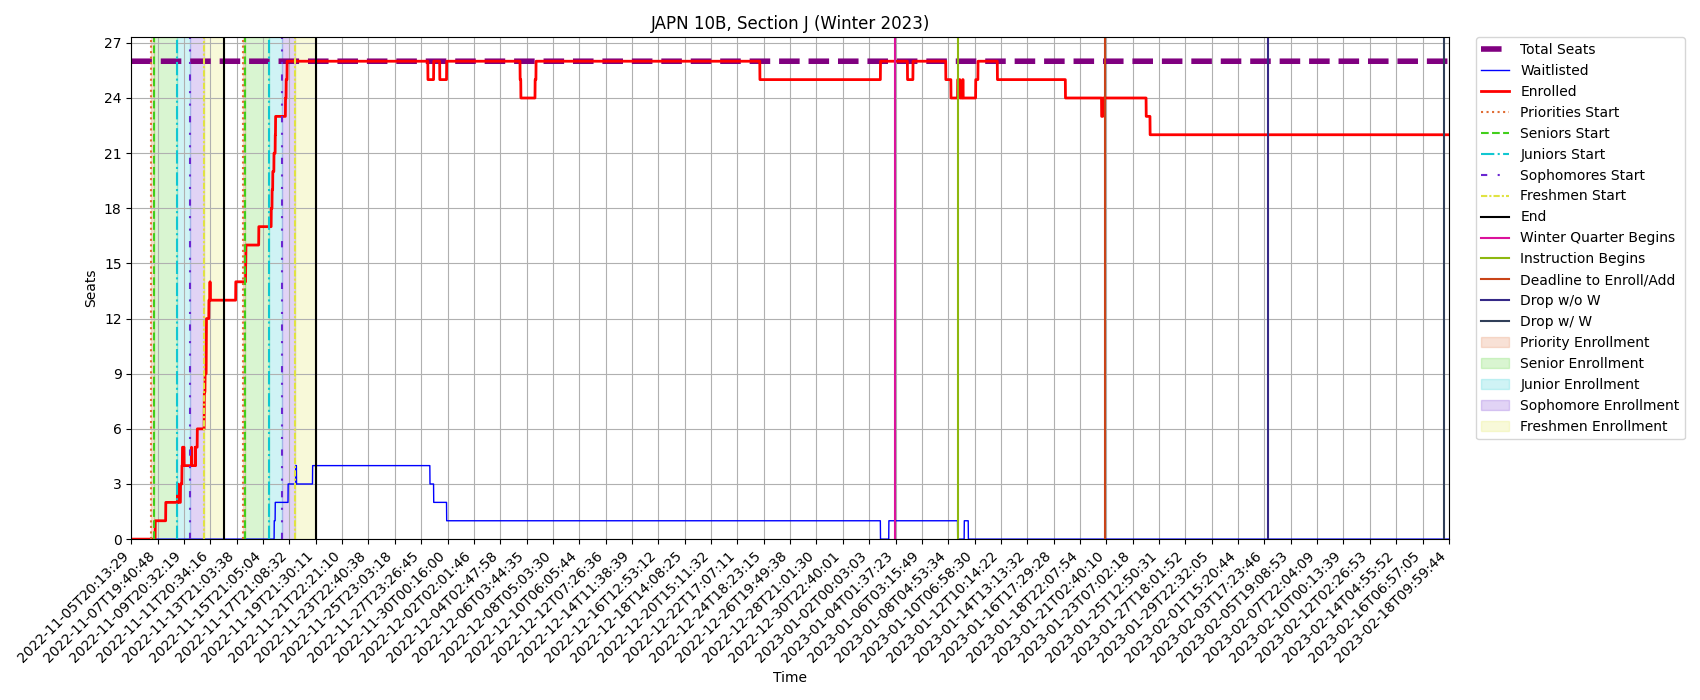 JAPN 10B, Section J (Winter 2023)
Seats
27
24
21
18
15
12
9
6
3
0
2022-11-05T20:13:29
2022-11-07T19:40:48
2022-11-09T20:32:19
2022-11-11T20:34:16
2022-11-13T21:03:38
2022-11-15T21:05:04
2022-11-17T21:08:32
2022-11-19T21:30:11
2022-11-21T22:21:10
2022-11-23T22:40:38
2022-11-25T23:03:18
2022-11-27T23:26:45
2022-11-30T00:16:00
2022-12-02T02:01:46
2022-12-04T02:47:58
2022-12-06T03:44:35
2022-12-08T05:03:30
2022-12-10T06:05:44
2022-12-12T07:26:36
2022-12-14T11:38:39
2022-12-16T12:53:12
2022-12-18T14:08:25
2022-12-20T15:11:32
2022-12-22T17:07:11
2022-12-24T18:23:15
2022-12-26T19:49:38
2022-12-28T21:01:30
2022-12-30T22:40:01
2023-01-02T00:03:03
2023-01-04T01:37:23
2023-01-06T03:15:49
2023-01-08T04:53:34
2023-01-10T06:58:30
2023-01-12T10:14:22
2023-01-14T14:13:32
2023-01-16T17:29:28
2023-01-18T22:07:54
2023-01-21T02:40:10
2023-01-23T07:02:18
2023-01-25T12:50:31
2023-01-27T18:01:52
2023-01-29T22:32:05
2023-02-01T15:20:44
2023-02-03T17:23:46
2023-02-05T19:08:53
2023-02-07T22:04:09
2023-02-10T00:13:39
2023-02-12T02:26:53
2023-02-14T04:55:52
2023-02-16T06:57:05
2023-02-18T09:59:44
Time
Total Seats
Waitlisted
Enrolled
Priorities Start
Seniors Start
Juniors Start
Sophomores Start
Freshmen Start
End
Winter Quarter Begins
Instruction Begins
Deadline to Enroll/Add
Drop w/o W
Drop w/ W
Priority Enrollment
Senior Enrollment
Junior Enrollment
Sophomore Enrollment
Freshmen Enrollment